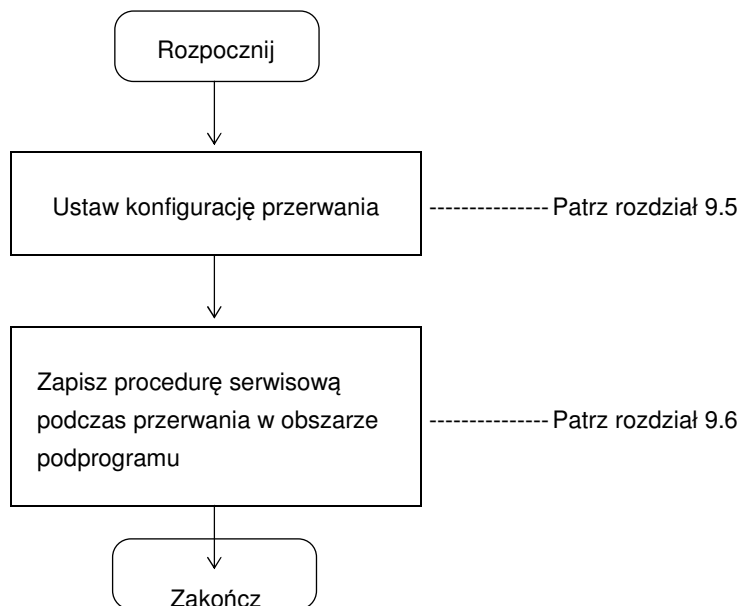 Rozpocznij
Ustaw konfigurację przerwania
--------------- Patrz rozdział 9.5
Zapisz procedurę serwisową
podczas przerwania w obszarze
podprogramu
--------------- Patrz rozdział 9.6
Zakończ